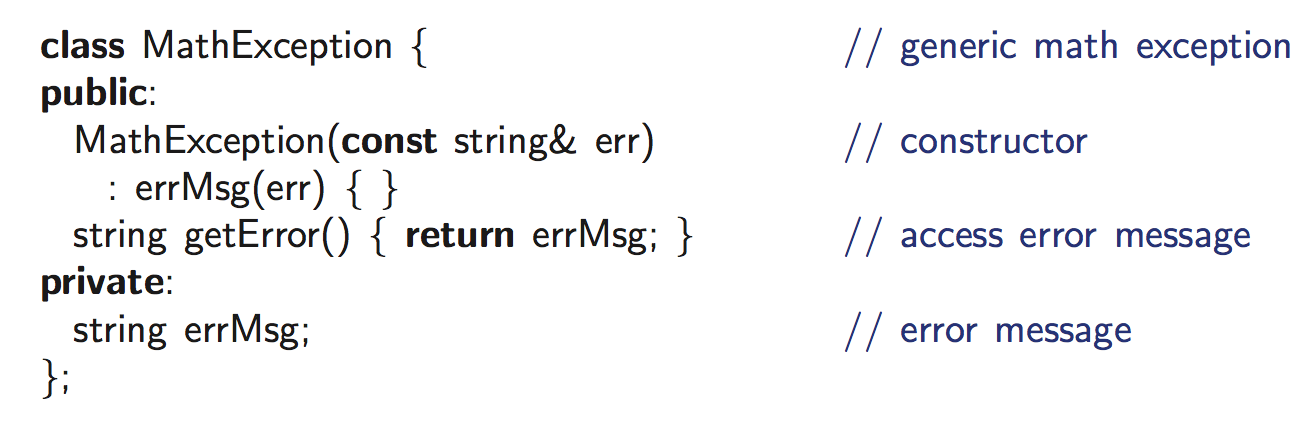 class MathException { // generic math exception
public:
MathException(const string& err) // constructor
: errMsg(err) { }
string getError() { return errMsg; } // access error message
private:
string errMsg; // error message
};